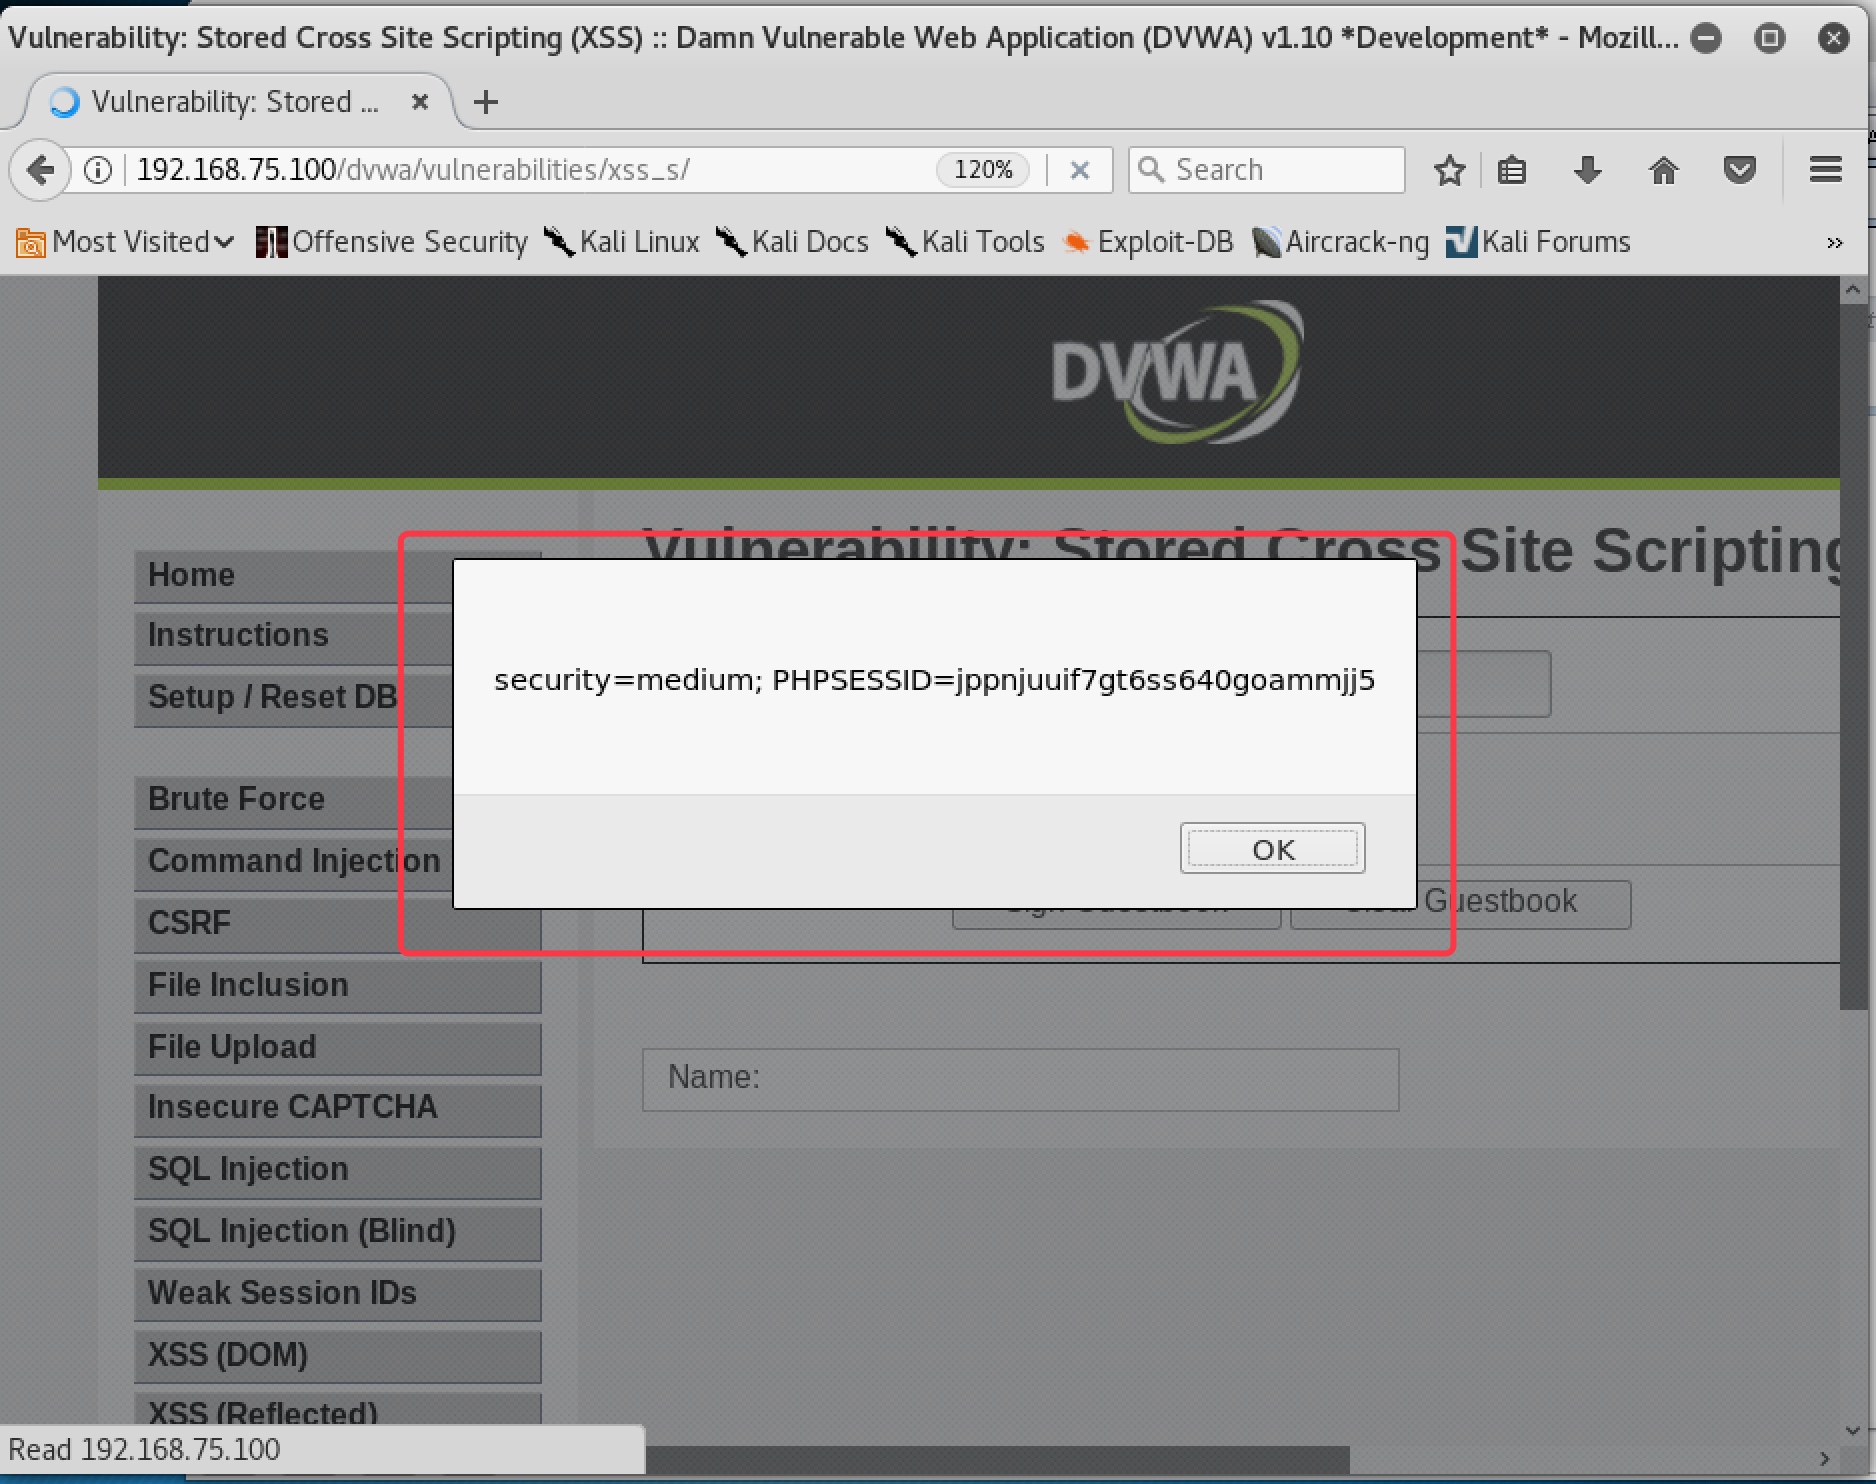 Vulnerability: Stored Cross Site Scripting (XSS) :: Damn Vulnerable Web Application (DVWA) v1.10 *Development* - Mozill...
Vulnerability: Stored ...
192.168.75.100/dvwa/vulnerabilities/xss_s/ 120% Search
Most Visited Offensive Security Kali Linux Kali Docs Kali Tools Exploit-DB Aircrack-ng Kali Forums »
DVWA
Vulnerability: Stored Cross Site Scripting
Home
Instructions
Setup / Reset DB
security=medium; PHPSESSID=jppnjuuif7gt6ss640goammjj5
OK
Brute Force
Command Injection
CSRF
Sign Guestbook Clear Guestbook
File Inclusion
File Upload
Name:
Insecure CAPTCHA
SQL Injection
SQL Injection (Blind)
Weak Session IDs
XSS (DOM)
XSS (Reflected)
Read 192.168.75.100